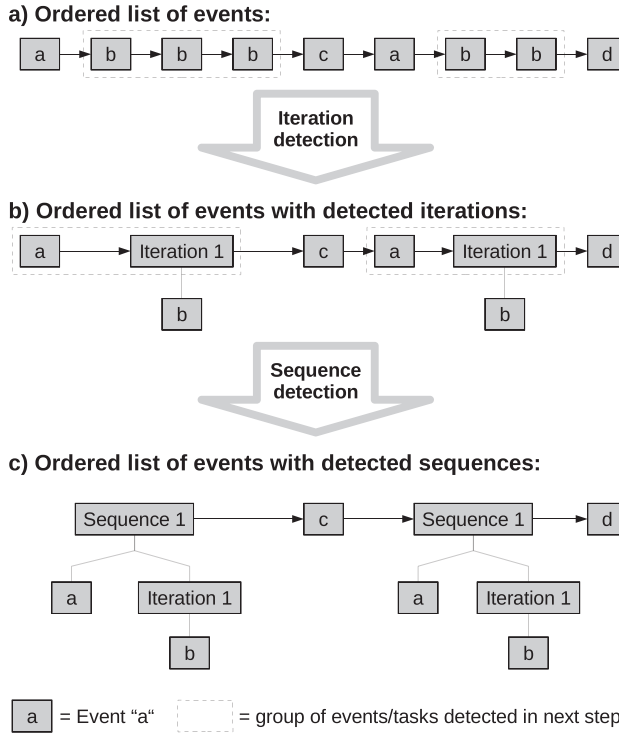 a) Ordered list of events:
a b b b c a b b d
Iteration
detection
b) Ordered list of events with detected iterations:
a Iteration 1 c a Iteration 1 d
b b
Sequence
detection
c) Ordered list of events with detected sequences:
Sequence 1 c Sequence 1 d
a Iteration 1 a Iteration 1
b b
a = Event “a“ = group of events/tasks detected in next step